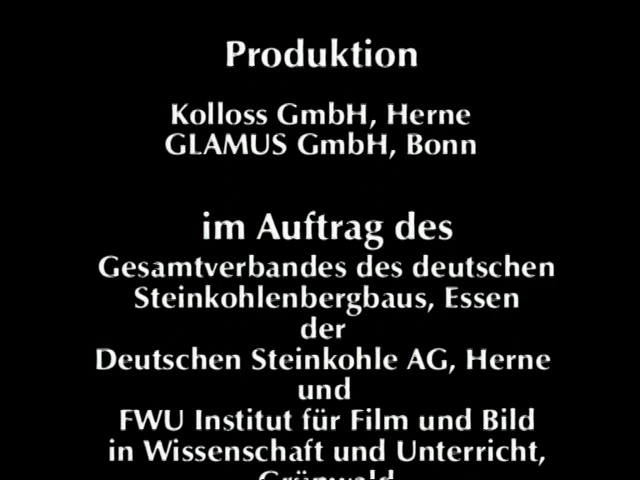 Produktion
Kolloss GmbH, Herne
GLAMUS GmbH, Bonn
im Auftrag des
Gesamtverbandes des deutschen
Steinkohlenbergbaus, Essen
der
Deutschen Steinkohle AG, Herne
und
FWU Institut für Film und Bild
in Wissenschaft und Unterricht,
Grünwald